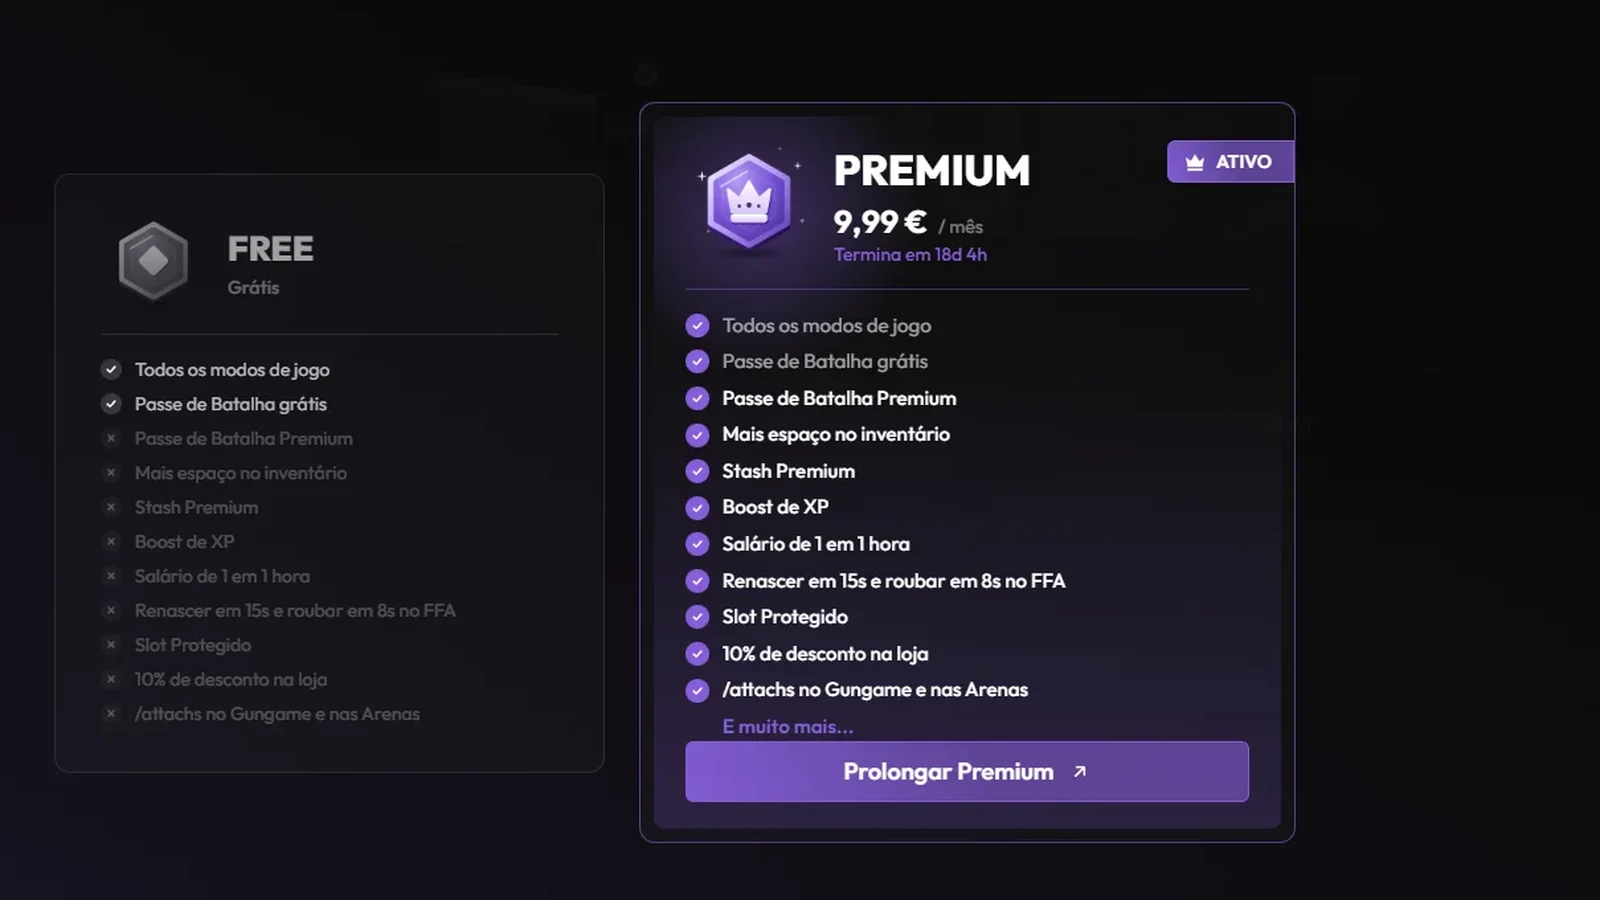 FREE
Grátis
Todos os modos de jogo
Passe de Batalha grátis
Passe de Batalha Premium
Mais espaço no inventário
Stash Premium
Boost de XP
Salário de 1 em 1 hora
Renascer em 15s e roubar em 8s no FFA
Slot Protegido
10% de desconto na loja
/attachs no Gungame e nas Arenas
PREMIUM
ATIVO
9,99 € / mês
Termina em 18d 4h
Todos os modos de jogo
Passe de Batalha grátis
Passe de Batalha Premium
Mais espaço no inventário
Stash Premium
Boost de XP
Salário de 1 em 1 hora
Renascer em 15s e roubar em 8s no FFA
Slot Protegido
10% de desconto na loja
/attachs no Gungame e nas Arenas
E muito mais...
Prolongar Premium